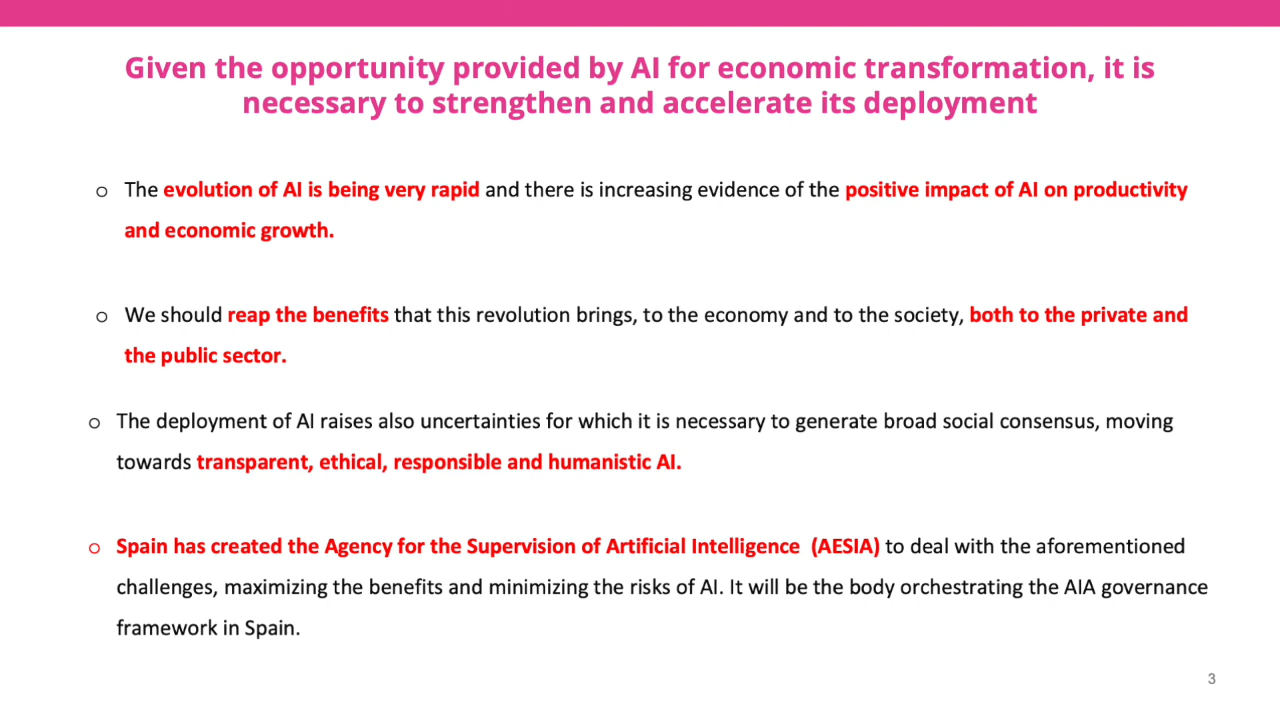 Given the opportunity provided by AI for economic transformation, it is
necessary to strengthen and accelerate its deployment
o The evolution of AI is being very rapid and there is increasing evidence of the positive impact of AI on productivity
and economic growth.
o We should reap the benefits that this revolution brings, to the economy and to the society, both to the private and
the public sector.
o The deployment of AI raises also uncertainties for which it is necessary to generate broad social consensus, moving
towards transparent, ethical, responsible and humanistic AI.
o Spain has created the Agency for the Supervision of Artificial Intelligence (AESIA) to deal with the aforementioned
challenges, maximizing the benefits and minimizing the risks of AI. It will be the body orchestrating the AIA governance
framework in Spain.
3